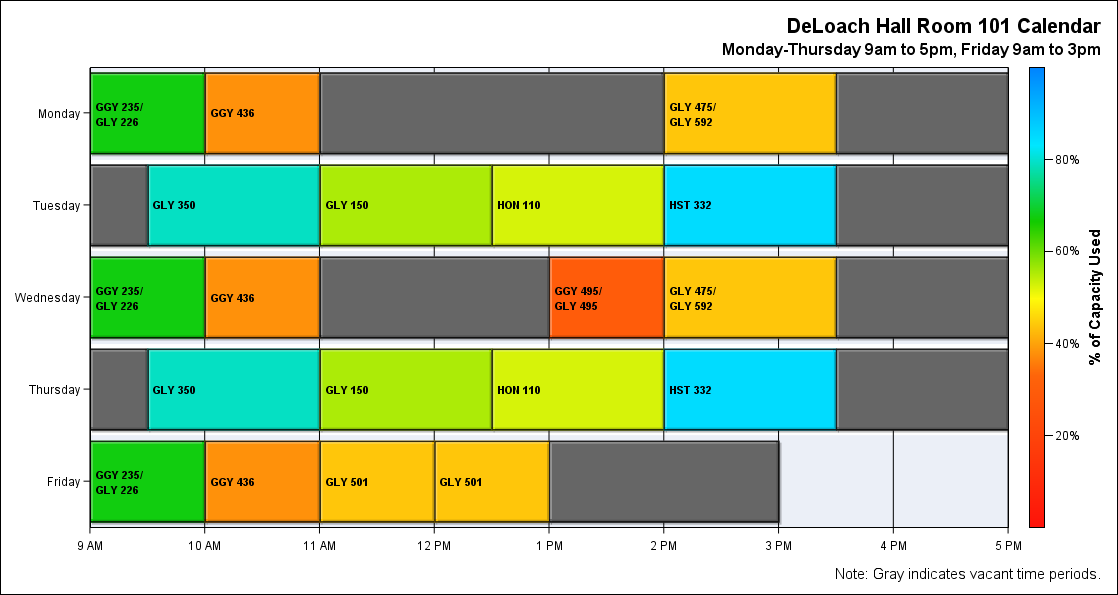 DeLoach Hall Room 101 Calendar
Monday-Thursday 9am to 5pm, Friday 9am to 3pm
Monday
GGY 235/
GLY 226
GGY 436
GLY 475/
GLY 592
Tuesday
GLY 350
GLY 150
HON 110
HST 332
Wednesday
GGY 235/
GLY 226
GGY 436
GGY 495/
GLY 495
GLY 475/
GLY 592
Thursday
GLY 350
GLY 150
HON 110
HST 332
Friday
GGY 235/
GLY 226
GGY 436
GLY 501
GLY 501
9 AM 10 AM 11 AM 12 PM 1 PM 2 PM 3 PM 4 PM 5 PM
80%
60%
40%
20%
% of Capacity Used
Note: Gray indicates vacant time periods.